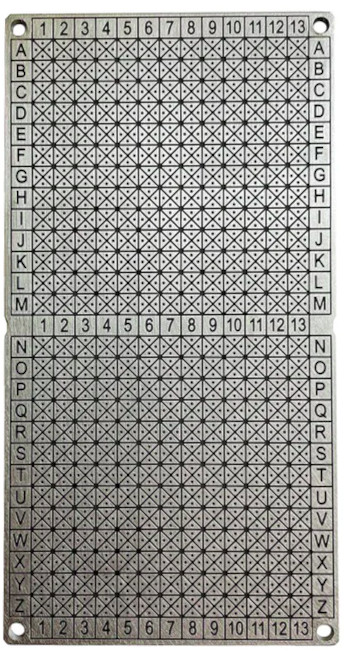 1 2 3 4 5 6 7 8 9 10 11 12 13
A A
B B
C C
D D
E E
F F
G G
H H
I I
J J
K K
L L
M M
1 2 3 4 5 6 7 8 9 10 11 12 13
N N
O O
P P
Q Q
R R
S S
T T
U U
V V
W W
X X
Y Y
Z Z
1 2 3 4 5 6 7 8 9 10 11 12 13